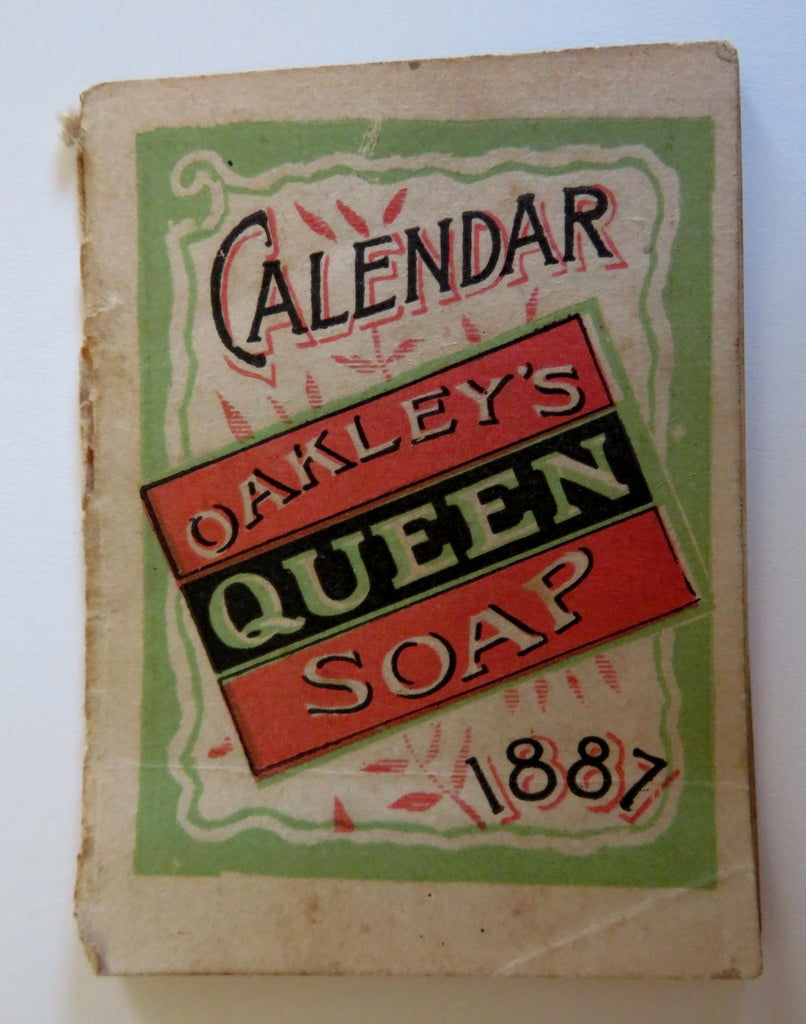 CALENDAR
OAKLEY'S
QUEEN
SOAP
1887